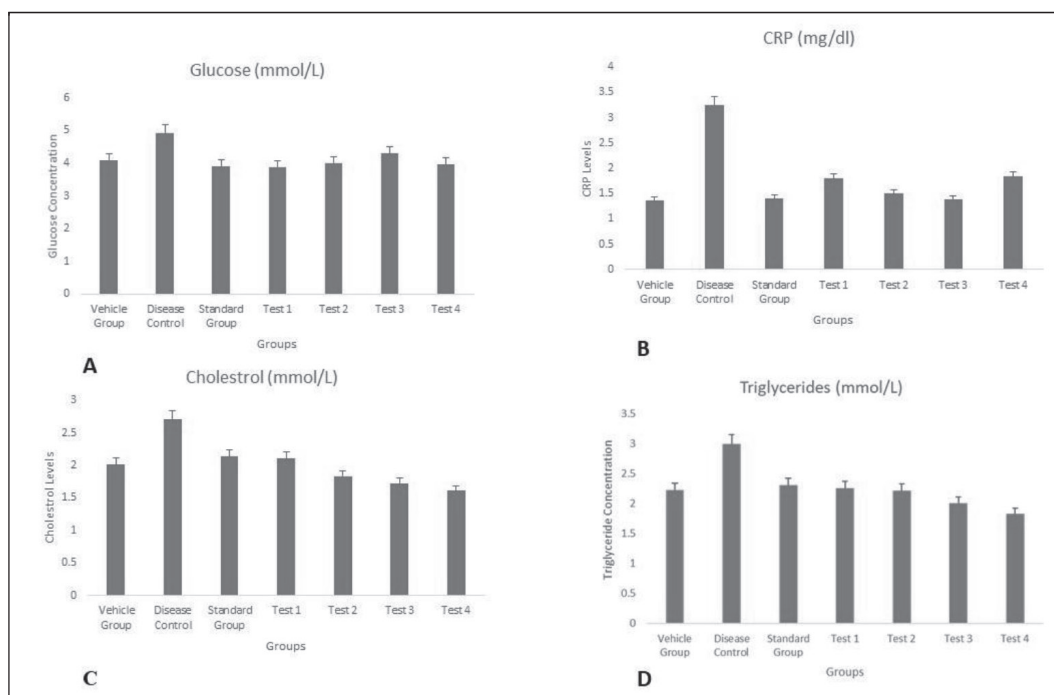 Glucose (mmol/L)
Glucose Concentration
6
5
4
3
2
1
0
Vehicle Group
Disease Control
Standard Group
Test 1
Test 2
Test 3
Test 4
Groups
A
CRP (mg/dl)
CRP Levels
4
3.5
3
2.5
2
1.5
1
0.5
0
Vehicle Group
Disease Control
Standard Group
Test 1
Test 2
Test 3
Test 4
Groups
B
Cholestrol (mmol/L)
Cholestrol Levels
3
2.5
2
1.5
1
0.5
0
Vehicle Group
Disease Control
Standard Group
Test 1
Test 2
Test 3
Test 4
Groups
C
Triglycerides (mmol/L)
Triglyceride Concentration
3.5
3
2.5
2
1.5
1
0.5
0
Vehicle Group
Disease Control
Standard Group
Test 1
Test 2
Test 3
Test 4
Groups
D